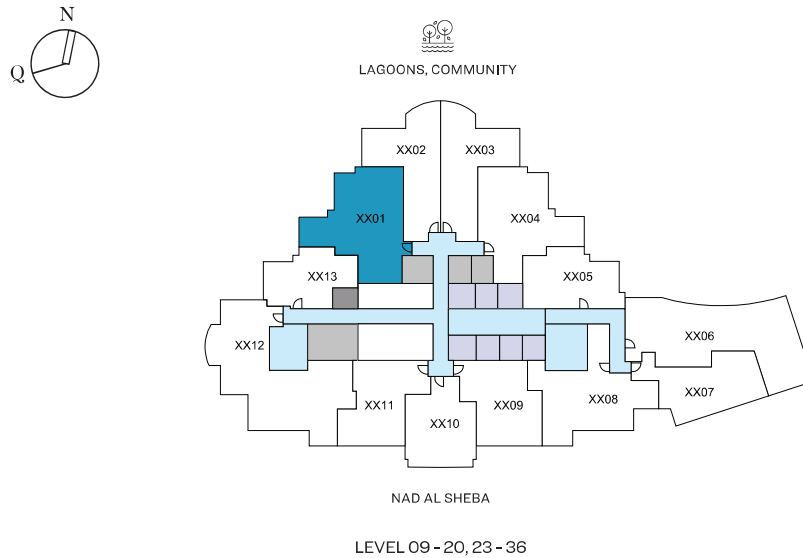 N
Q
LAGOONS, COMMUNITY
XX02
XX03
XX01
XX04
XX13
XX05
XX06
XX12
XX07
XX11
XX09
XX08
XX10
NAD AL SHEBA
LEVEL 09 - 20, 23 - 36